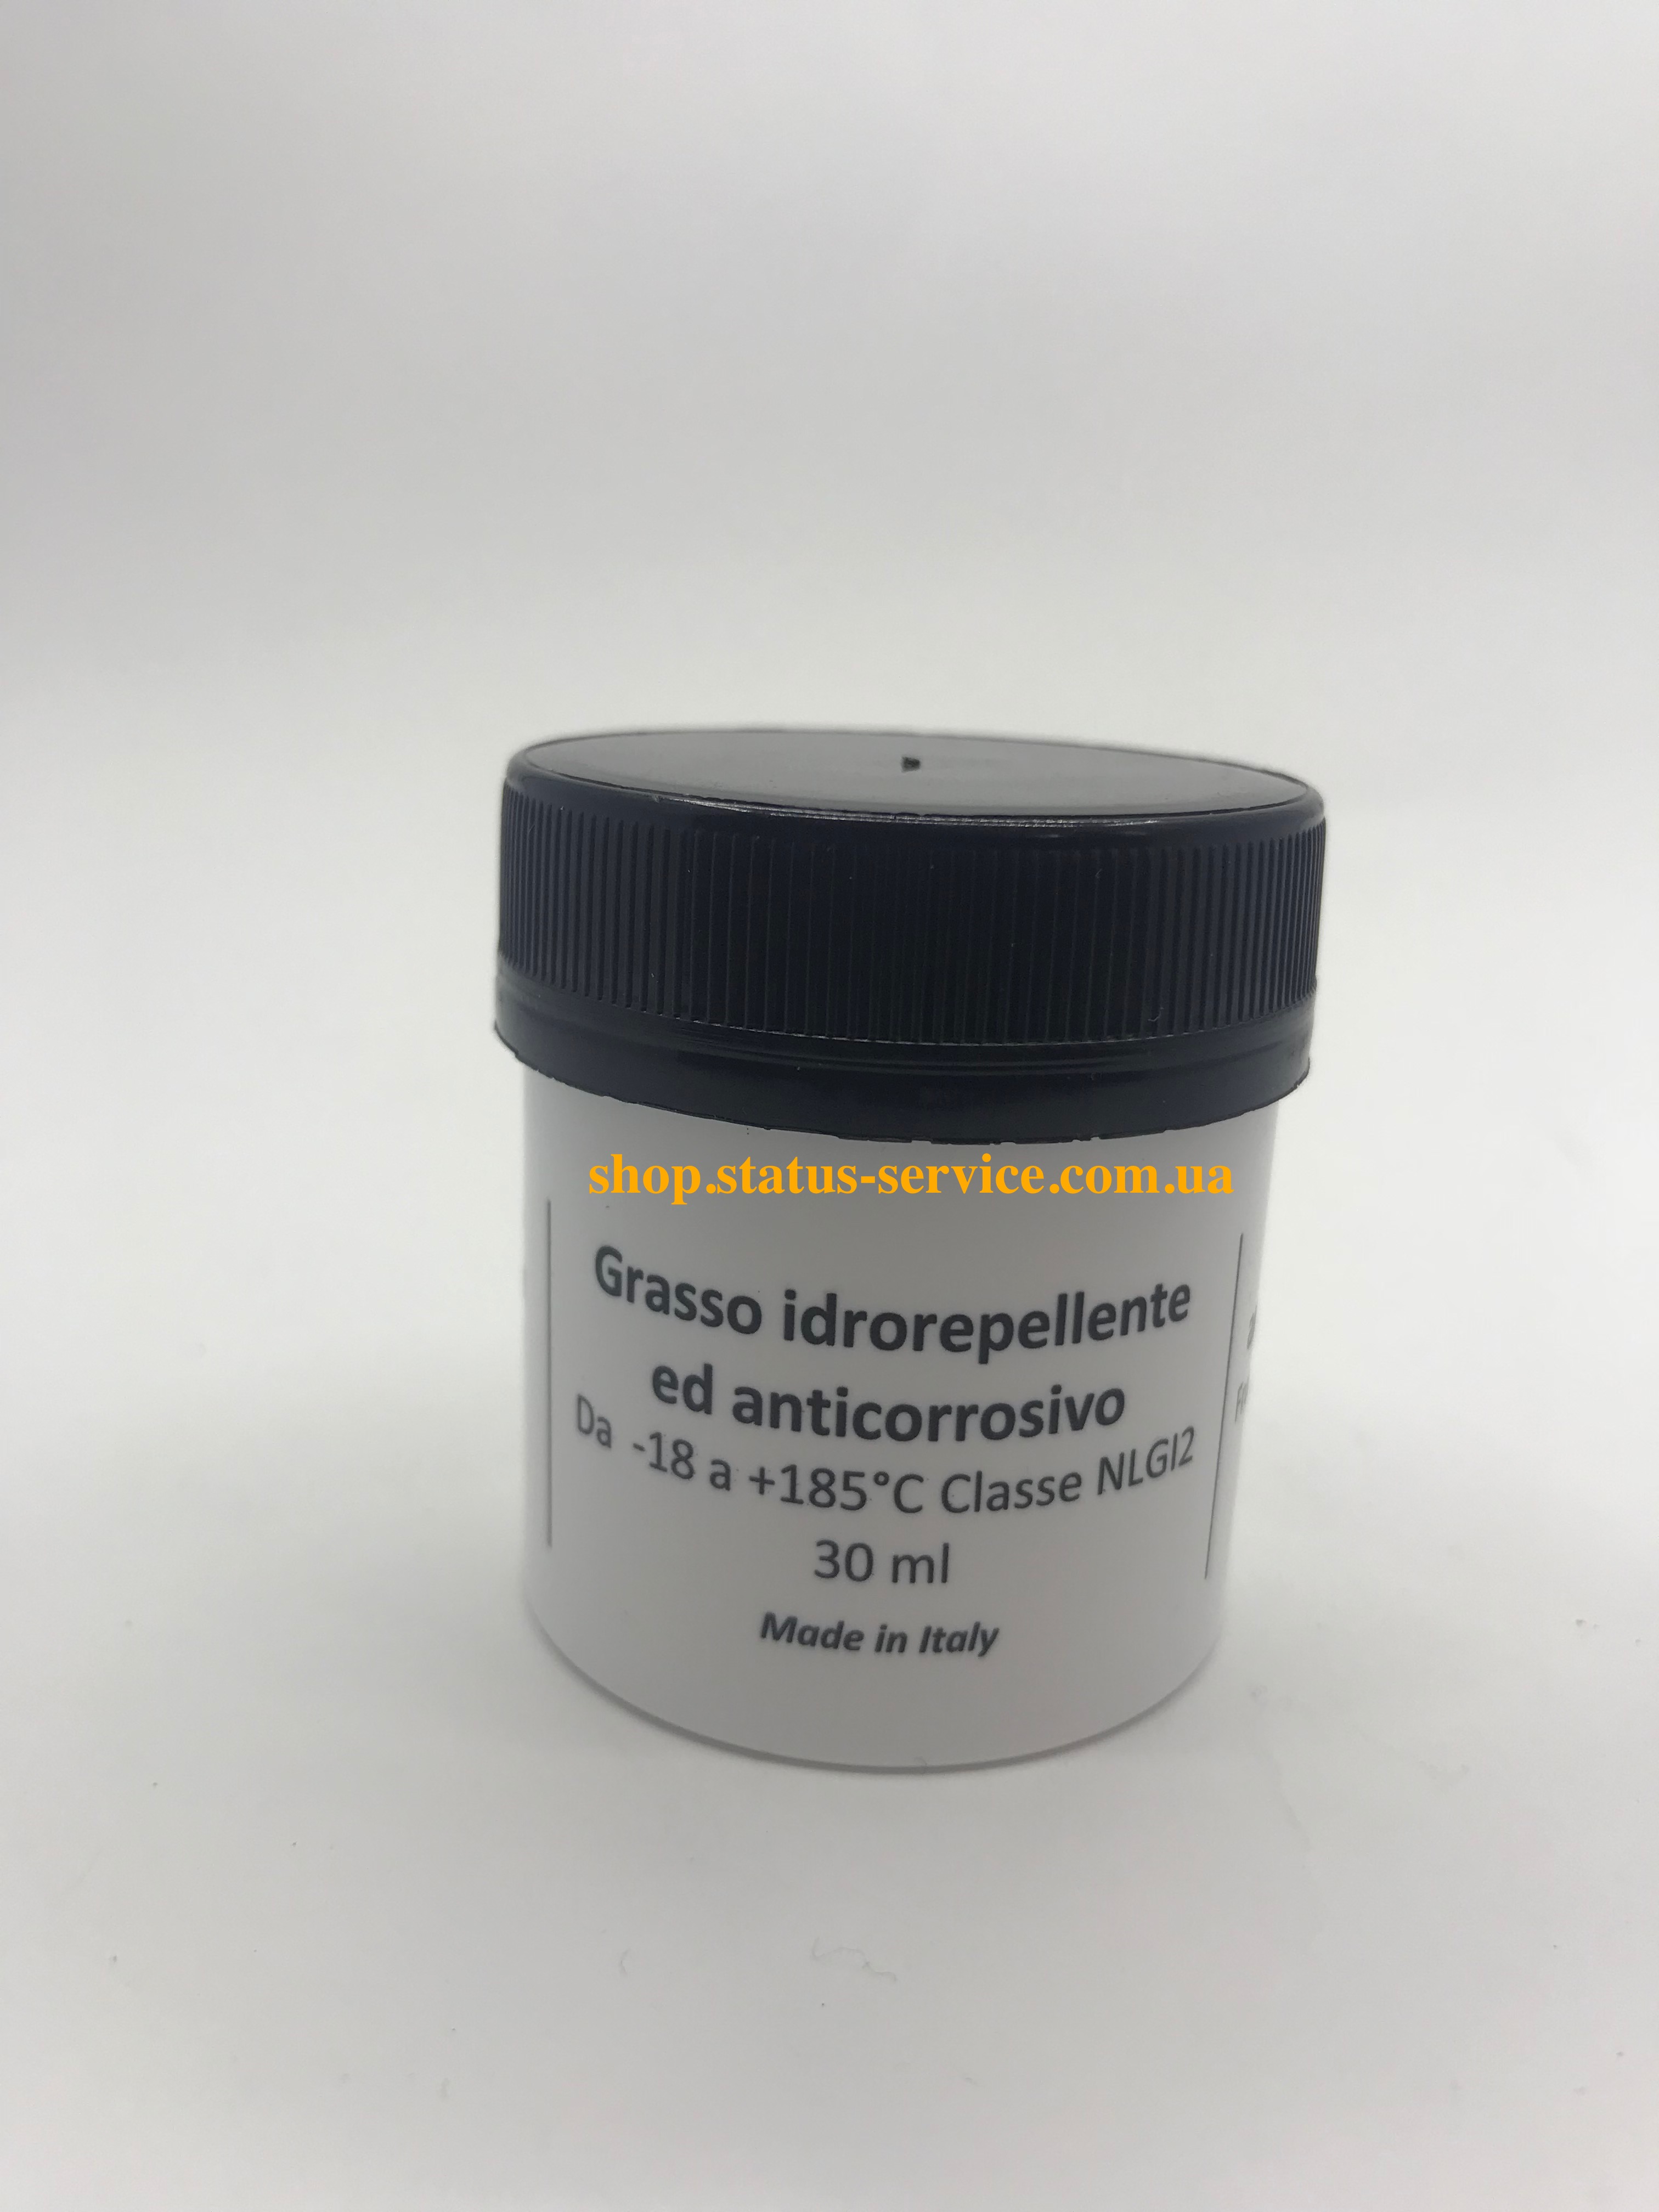 shop.status-service.com.ua
Grasso idrorepellente
ed anticorrosivo
Da -18 a +185°C Classe NLGI2
30 ml
Made in Italy